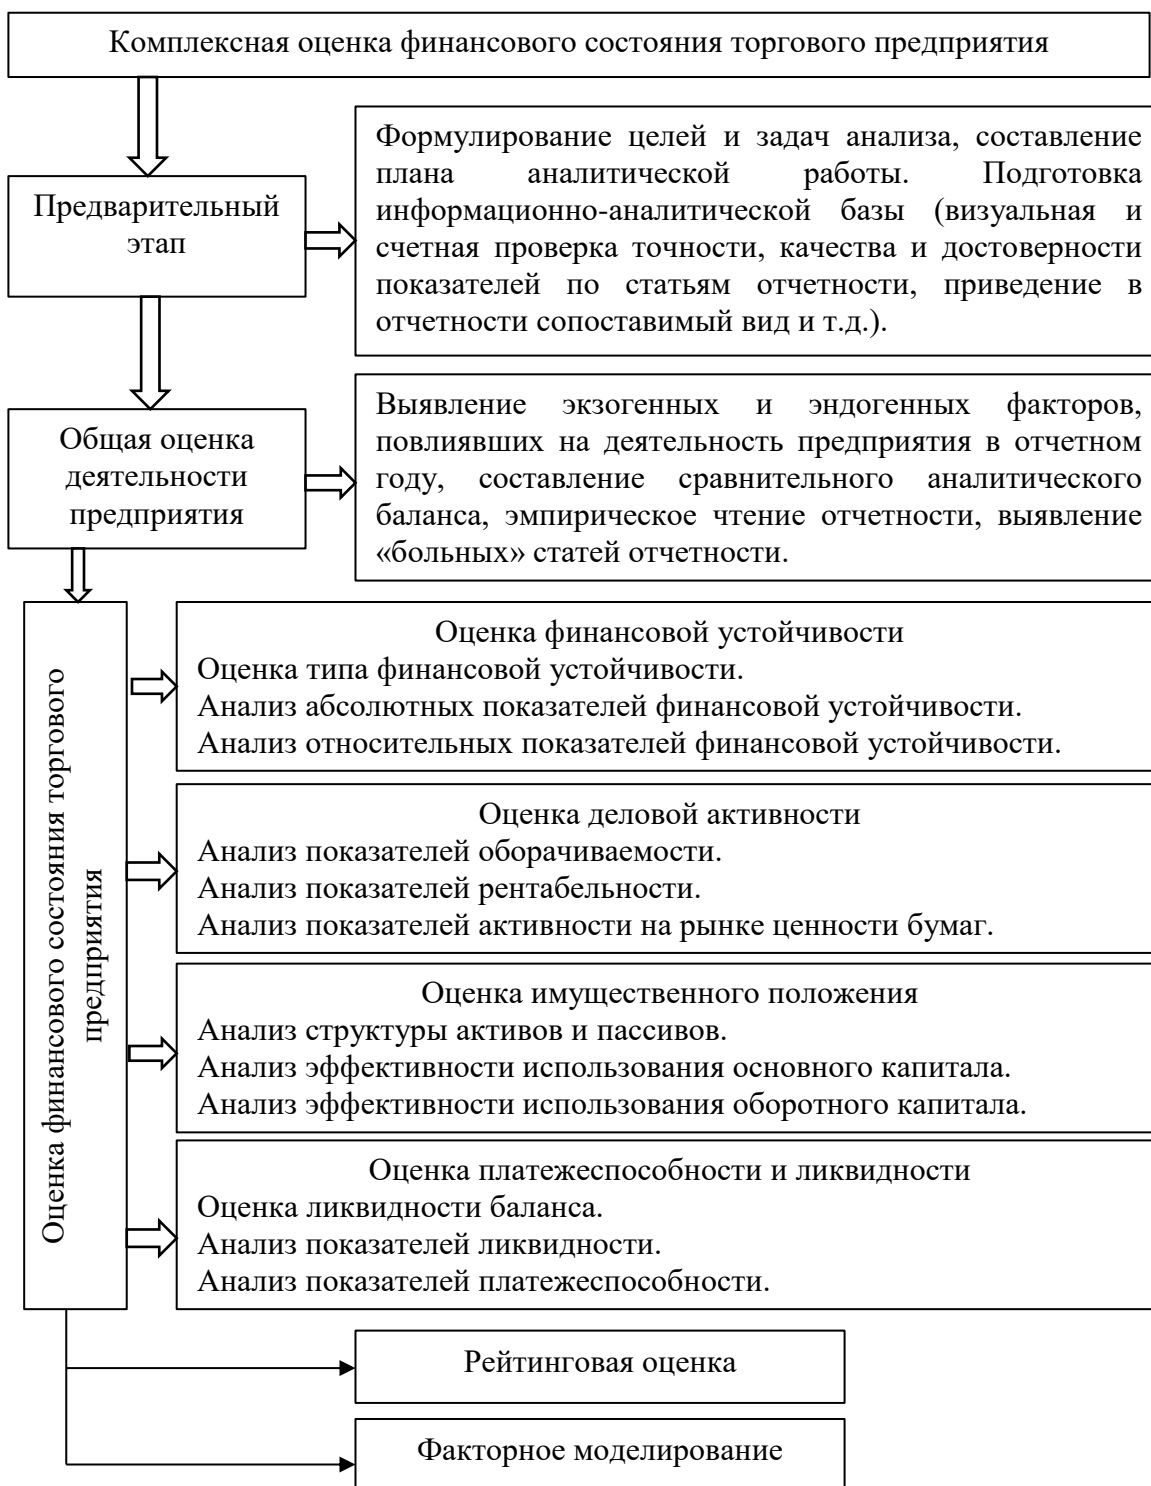 Комплексная оценка финансового состояния торгового предприятия
Предварительный
этап
Формулирование целей и задач анализа, составление
плана аналитической работы. Подготовка
информационно-аналитической базы (визуальная и
счетная проверка точности, качества и достоверности
показателей по статьям отчетности, приведение в
отчетности сопоставимый вид и т.д.).
Общая оценка
деятельности
предприятия
Выявление экзогенных и эндогенных факторов,
повлиявших на деятельность предприятия в отчетном
году, составление сравнительного аналитического
баланса, эмпирическое чтение отчетности, выявление
«больных» статей отчетности.
Оценка финансового состояния торгового
предприятия
Оценка финансовой устойчивости
Оценка типа финансовой устойчивости.
Анализ абсолютных показателей финансовой устойчивости.
Анализ относительных показателей финансовой устойчивости.
Оценка деловой активности
Анализ показателей оборачиваемости.
Анализ показателей рентабельности.
Анализ показателей активности на рынке ценности бумаг.
Оценка имущественного положения
Анализ структуры активов и пассивов.
Анализ эффективности использования основного капитала.
Анализ эффективности использования оборотного капитала.
Оценка платежеспособности и ликвидности
Оценка ликвидности баланса.
Анализ показателей ликвидности.
Анализ показателей платежеспособности.
Рейтинговая оценка
Факторное моделирование